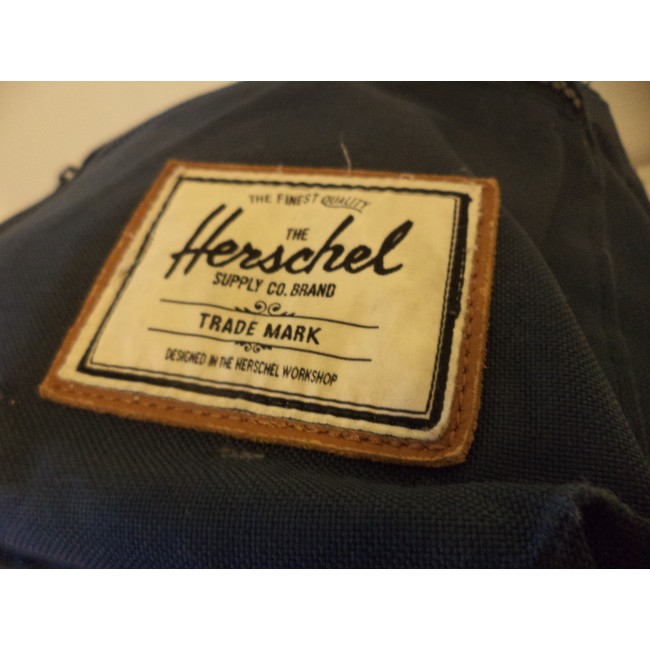 THE FINEST QUALITY
THE
Herschel
SUPPLY CO. BRAND
TRADE MARK
DESIGNED IN THE HERSCHEL WORKSHOP